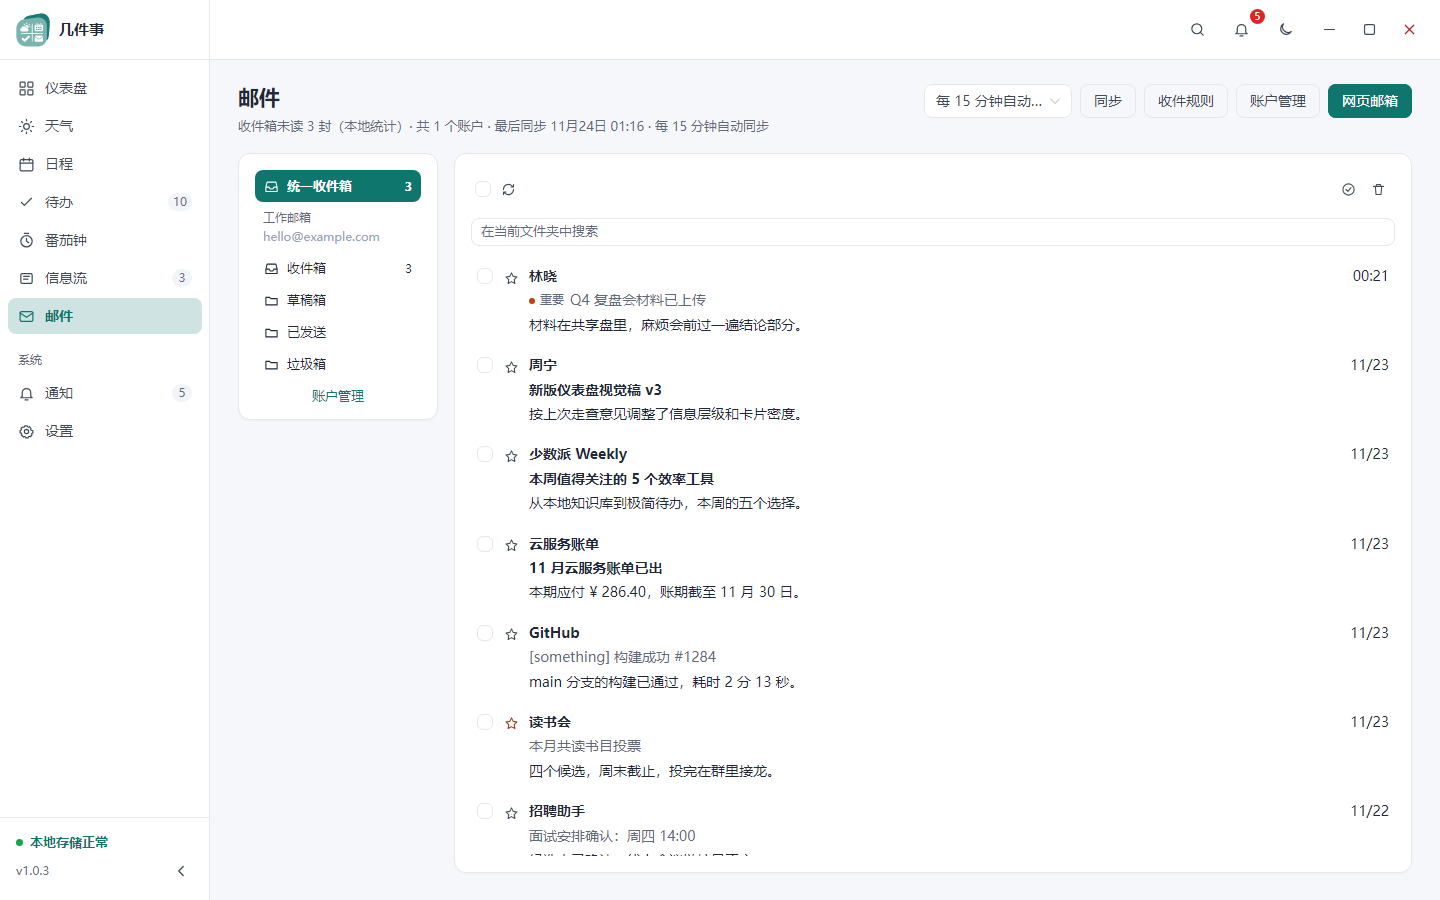 几件事
5
仪表盘
天气
日程
待办 10
番茄钟
信息流 3
邮件
系统
通知 5
设置
本地存储正常
v1.0.3
邮件
收件箱未读 3 封（本地统计）· 共 1 个账户 · 最后同步 11月24日 01:16 · 每 15 分钟自动同步
每 15 分钟自动... 同步 收件规则 账户管理 网页邮箱
统一收件箱 3
工作邮箱
hello@example.com
收件箱 3
草稿箱
已发送
垃圾箱
账户管理
在当前文件夹中搜索
林晓 00:21
重要 Q4 复盘会材料已上传
材料在共享盘里，麻烦会前过一遍结论部分。
周宁 11/23
新版仪表盘视觉稿 v3
按上次走查意见调整了信息层级和卡片密度。
少数派 Weekly 11/23
本周值得关注的 5 个效率工具
从本地知识库到极简待办，本周的五个选择。
云服务账单 11/23
11 月云服务账单已出
本期应付 ¥ 286.40，账期截至 11 月 30 日。
GitHub 11/23
[something] 构建成功 #1284
main 分支的构建已通过，耗时 2 分 13 秒。
读书会 11/23
本月共读书目投票
四个候选，周末截止，投完在群里接龙。
招聘助手 11/22
面试安排确认：周四 14:00